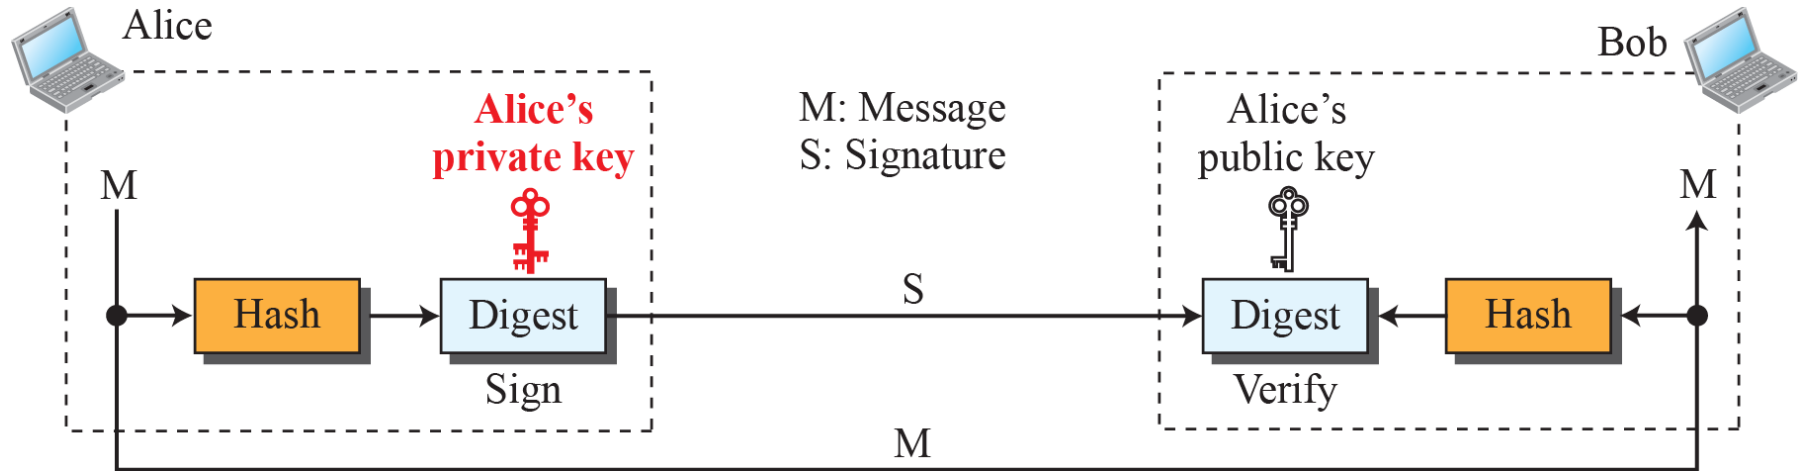 Alice
Bob
Alice’s
private key
M: Message
S: Signature
Alice’s
public key
M
M
Hash
Digest
S
Digest
Hash
Sign
Verify
M